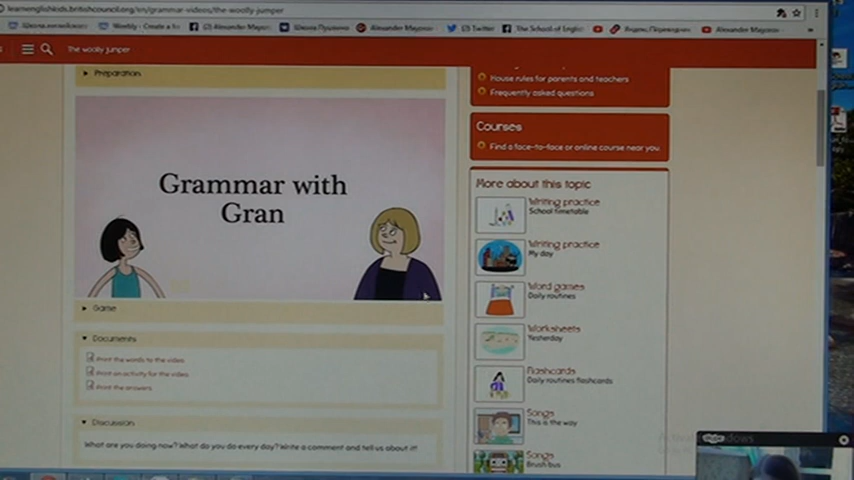 learnenglishkids.britishcouncil.org/en/grammar-videos/the-woolly-jumper
Weebly - Create a
Alexander
Twitter
The School of Engli
Alexander
The woolly jumper
Preparation
Grammar with
Gran
Game
Documents
Print the words to the video
Print an activity for the video
Print the answers
Discussion
What are you doing now? What do you do every day? Write a comment and tell us about it!
House rules for parents and teachers
Frequently asked questions
Courses
Find a face-to-face or online course near you
More about this topic
Writing practice
School timetable
Writing practice
My day
Word games
Daily routines
Worksheets
Yesterday
Flashcards
Daily routines flashcards
Songs
This is the way
Songs
Brush bus